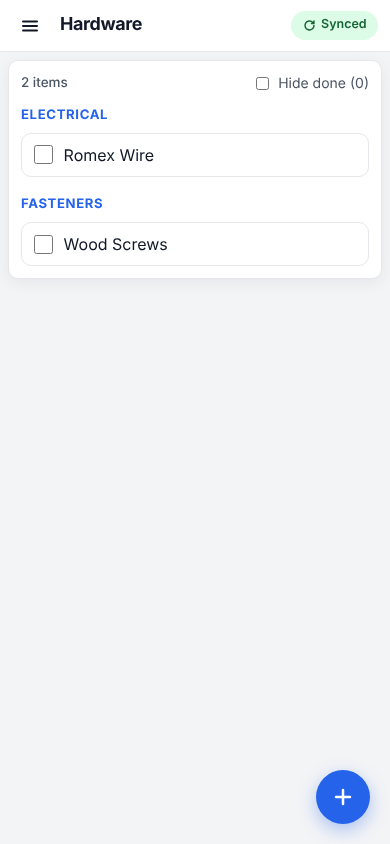 Hardware
Synced
2 items
Hide done (0)
ELECTRICAL
Romex Wire
FASTENERS
Wood Screws